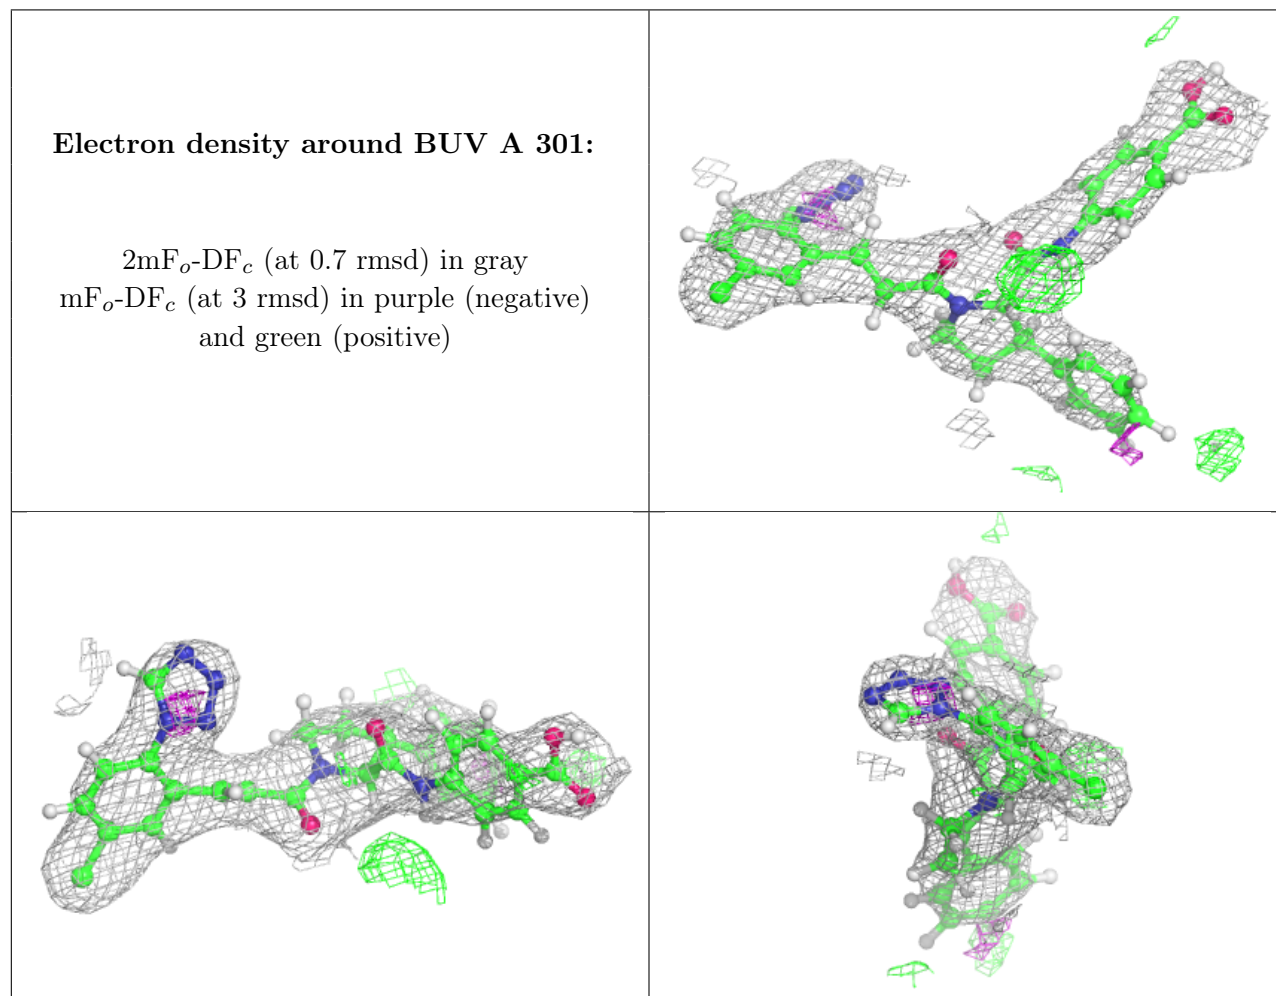 Electron density around BUV A 301:
2mFₒ-DF𝒸 (at 0.7 rmsd) in gray
mFₒ-DF𝒸 (at 3 rmsd) in purple (negative)
and green (positive)